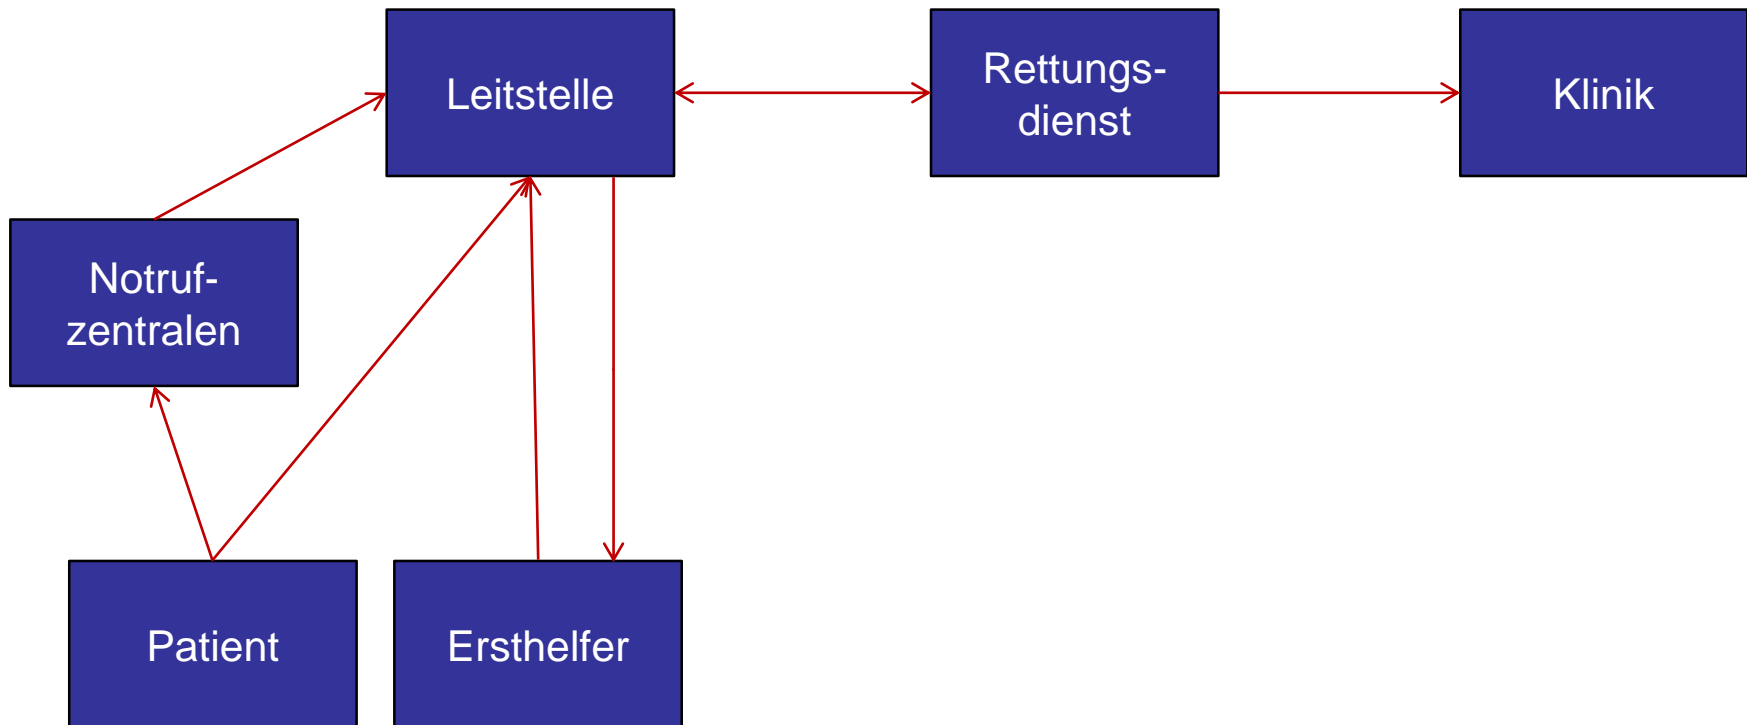 Leitstelle
Rettungs-
dienst
Klinik
Notruf-
zentralen
Patient
Ersthelfer